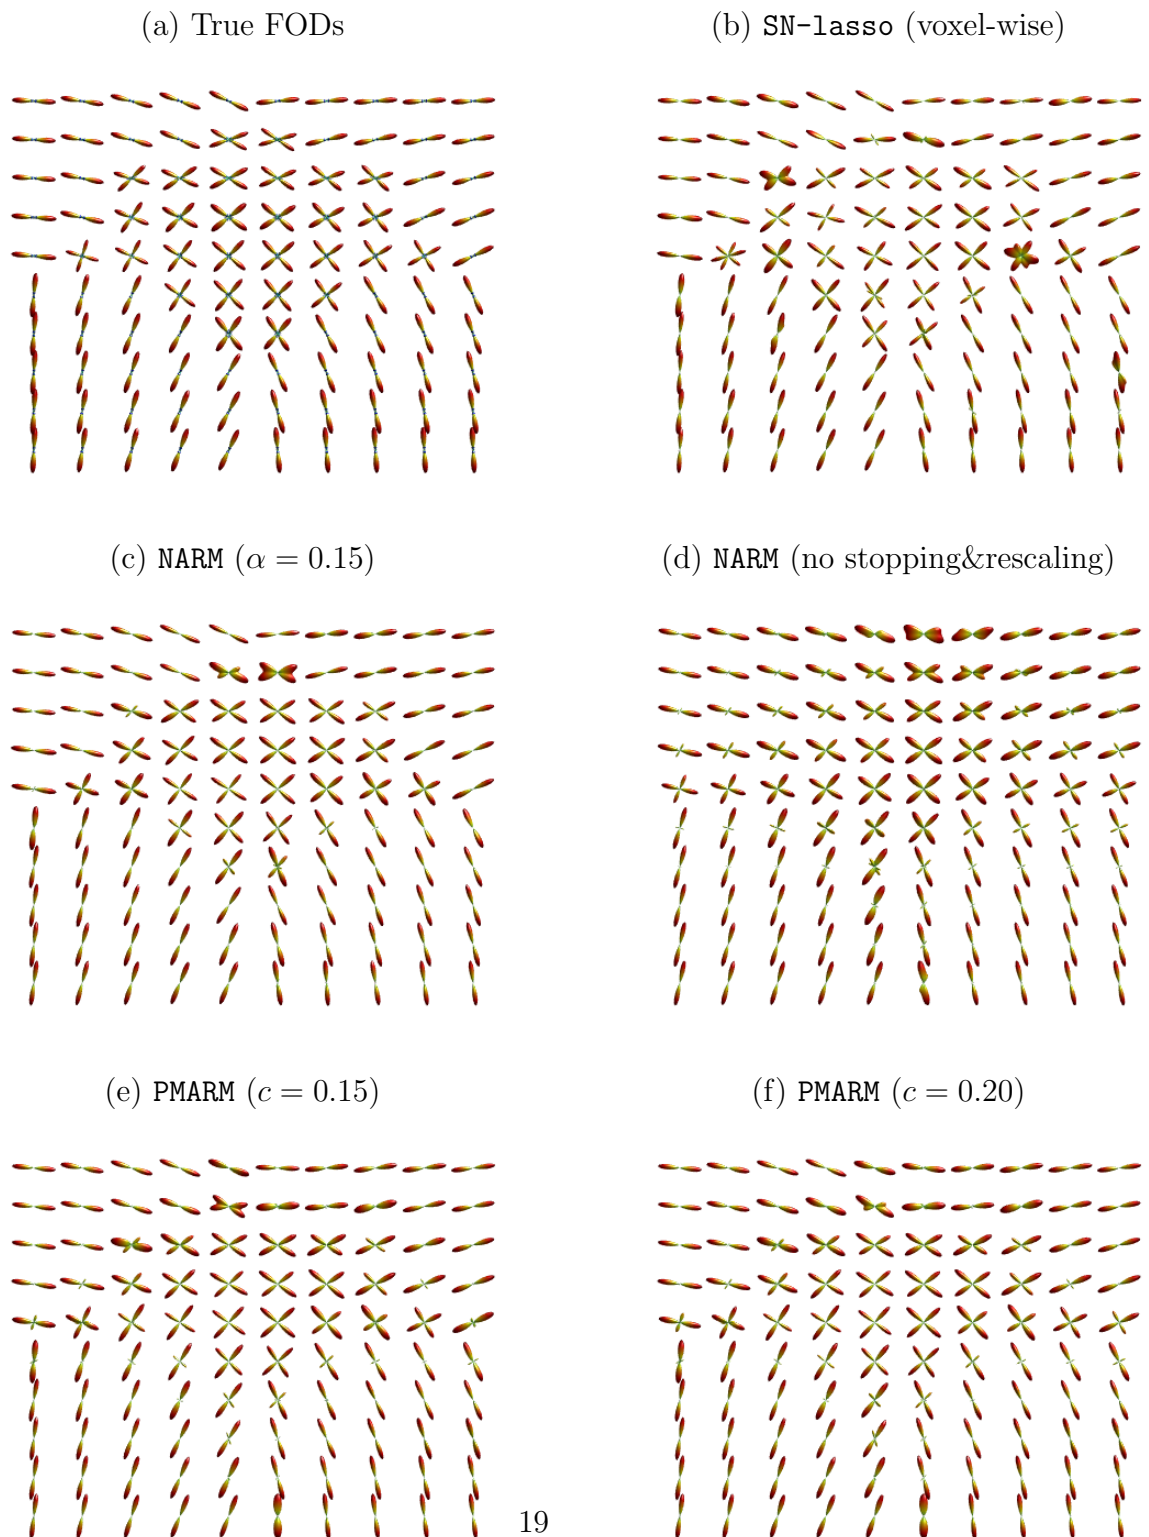 (a) True FODs
(b) SN-lasso (voxel-wise)
(c) NARM (α = 0.15)
(d) NARM (no stopping&rescaling)
(e) PMARM (c = 0.15)
(f) PMARM (c = 0.20)
19